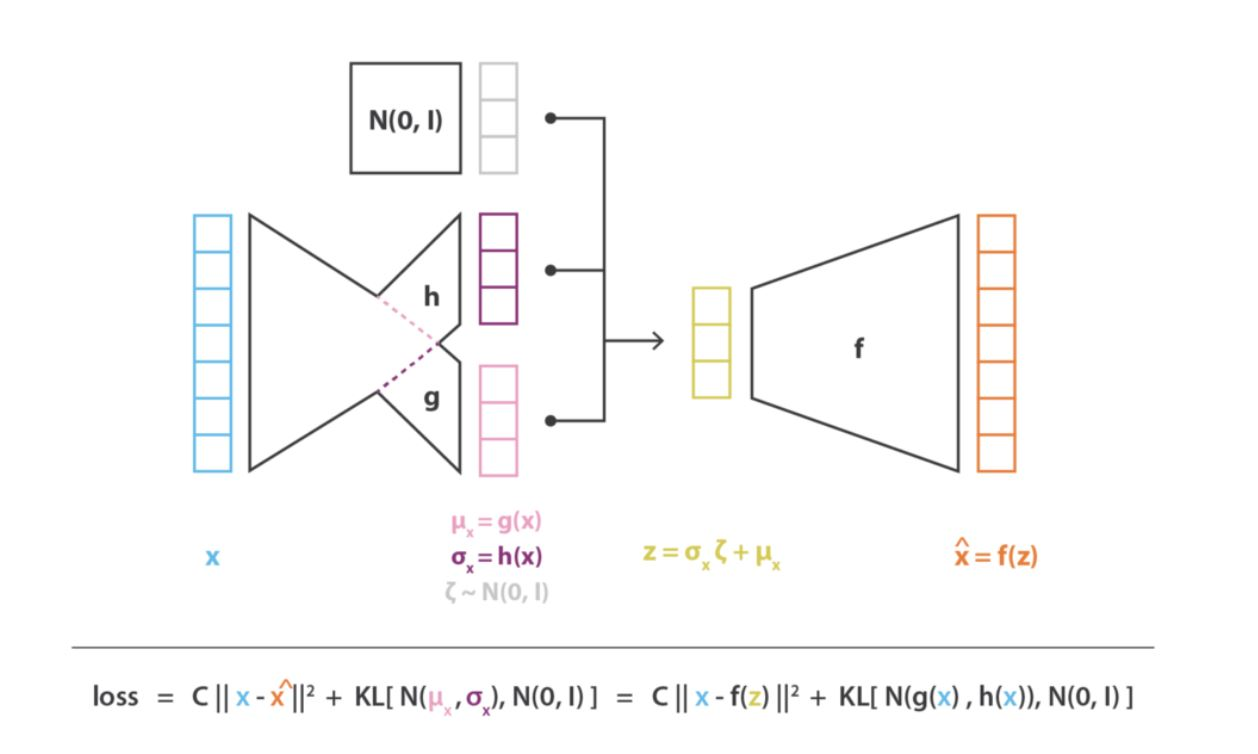 N(0, I)
h
g
f
μₓ = g(x)
x
σₓ = h(x)
z = σₓ ζ + μₓ
x̂ = f(z)
ζ ~ N(0, I)
loss = C || x - x̂ ||² + KL[ N(μₓ , σₓ), N(0, I) ] = C || x - f(z) ||² + KL[ N(g(x) , h(x)), N(0, I) ]